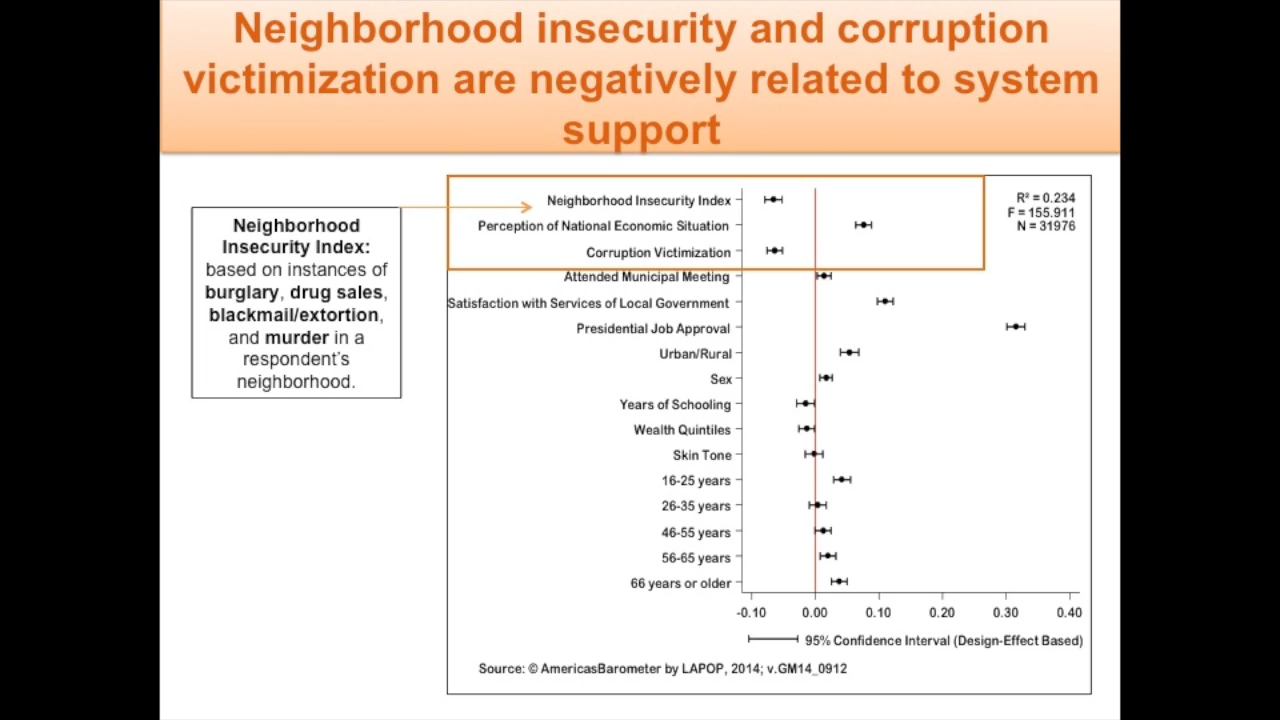 Neighborhood insecurity and corruption
victimization are negatively related to system
support
Neighborhood
Insecurity Index:
based on instances of
burglary, drug sales,
blackmail/extortion,
and murder in a
respondent's
neighborhood.
Neighborhood Insecurity Index
Perception of National Economic Situation
Corruption Victimization
Attended Municipal Meeting
Satisfaction with Services of Local Government
Presidential Job Approval
Urban/Rural
Sex
Years of Schooling
Wealth Quintiles
Skin Tone
16-25 years
26-35 years
46-55 years
56-65 years
66 years or older
R² = 0.234
F = 155.911
N = 31976
-0.10 0.00 0.10 0.20 0.30 0.40
95% Confidence Interval (Design-Effect Based)
Source: © AmericasBarometer by LAPOP, 2014; v.GM14_0912